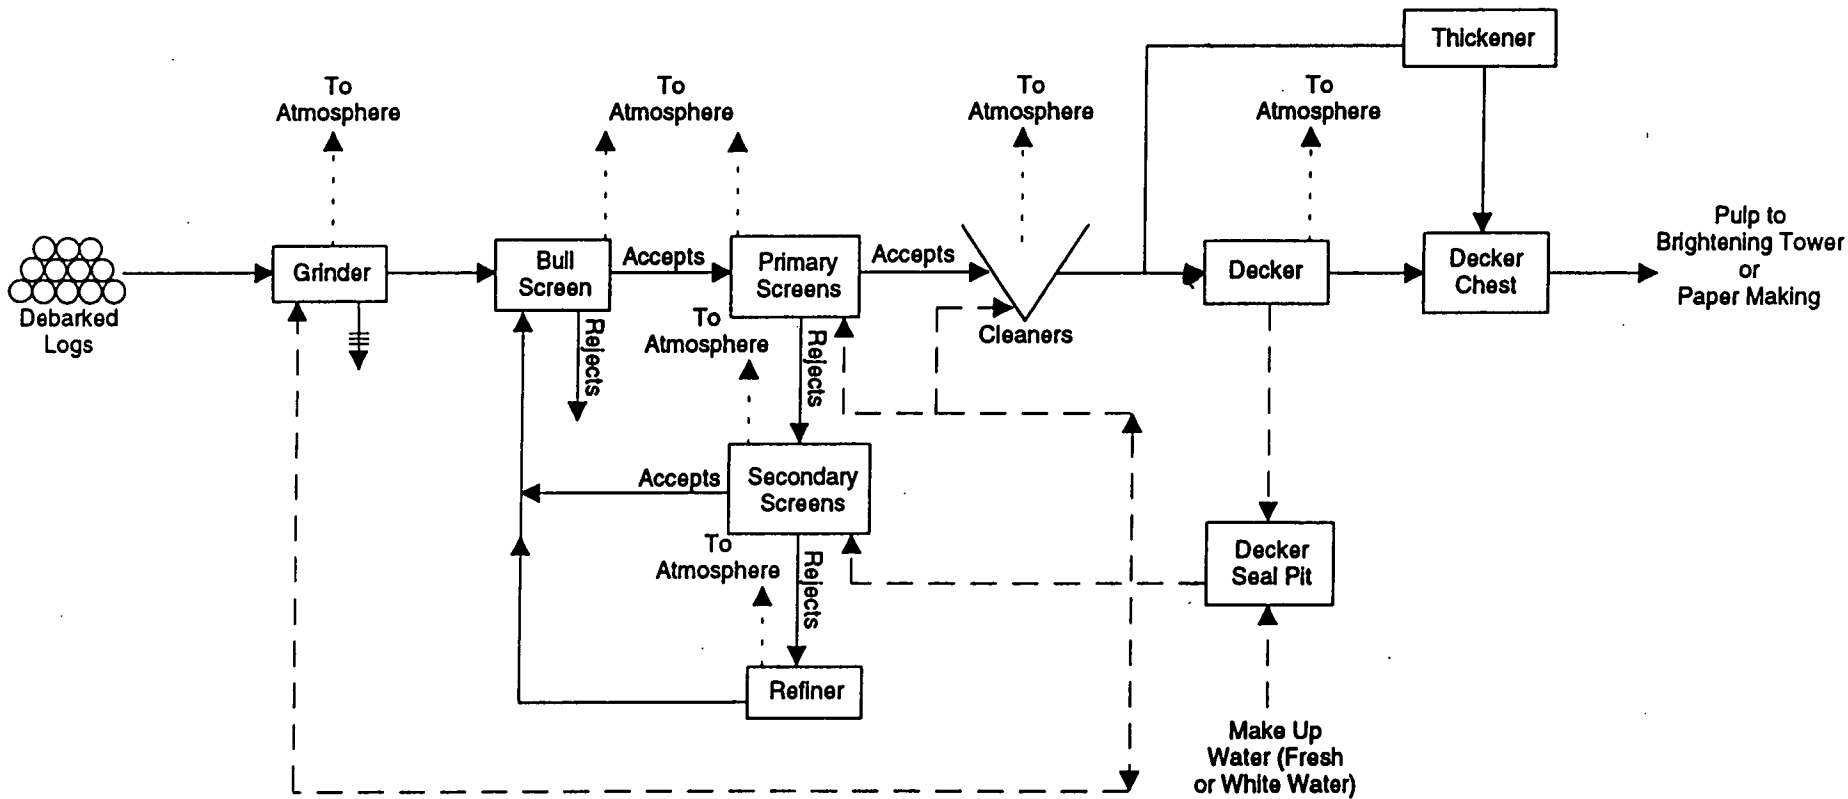 Thickener
To
Atmosphere
To
Atmosphere
To
Atmosphere
To
Atmosphere
Pulp to
Brightening Tower
or
Paper Making
Debarked
Logs
Grinder
Bull
Screen
Accepts
Primary
Screens
Accepts
Cleaners
Decker
Decker
Chest
Rejects
To
Atmosphere
Rejects
Accepts
Secondary
Screens
To
Atmosphere
Rejects
Decker
Seal Pit
Refiner
Make Up
Water (Fresh
or White Water)